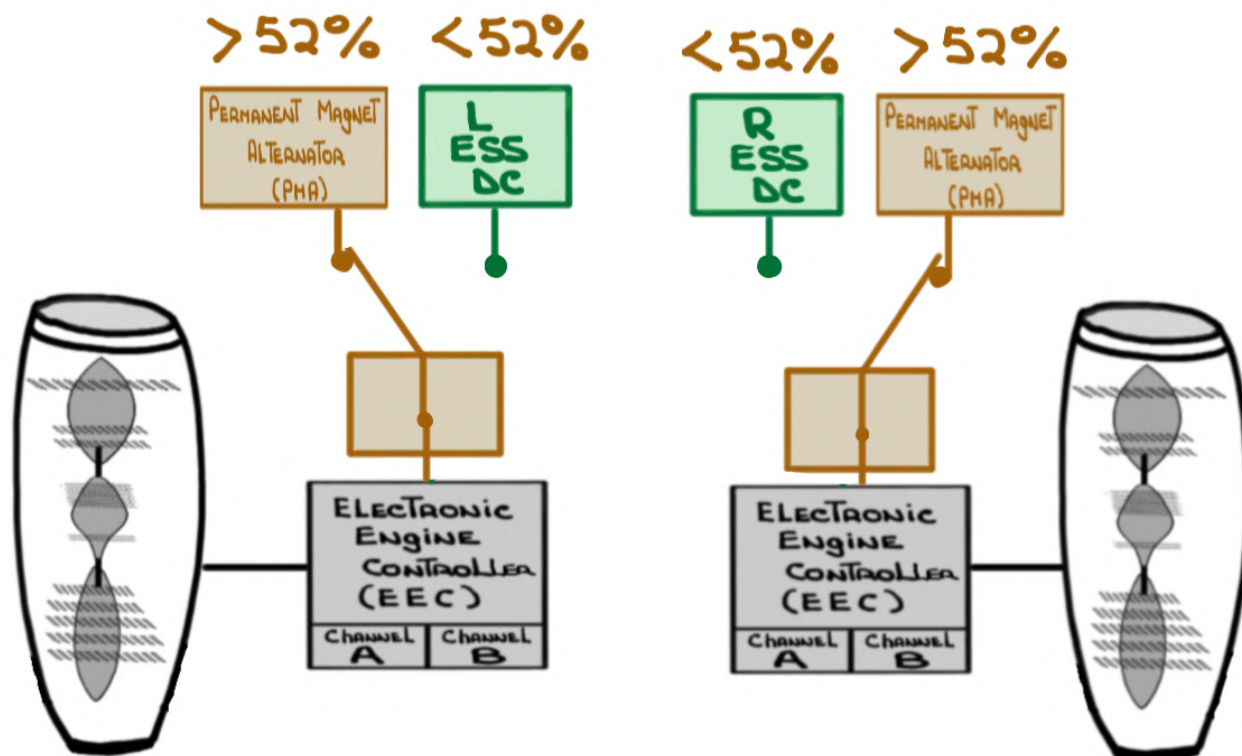 >52%
<52%
<52%
>52%
PERMANENT MAGNET
ALTERNATOR
(PMA)
L
ESS
DC
R
ESS
DC
PERMANENT MAGNET
ALTERNATOR
(PMA)
ELECTRONIC
ENGINE
CONTROLLER
(EEC)
CHANNEL
A
CHANNEL
B
ELECTRONIC
ENGINE
CONTROLLER
(EEC)
CHANNEL
A
CHANNEL
B